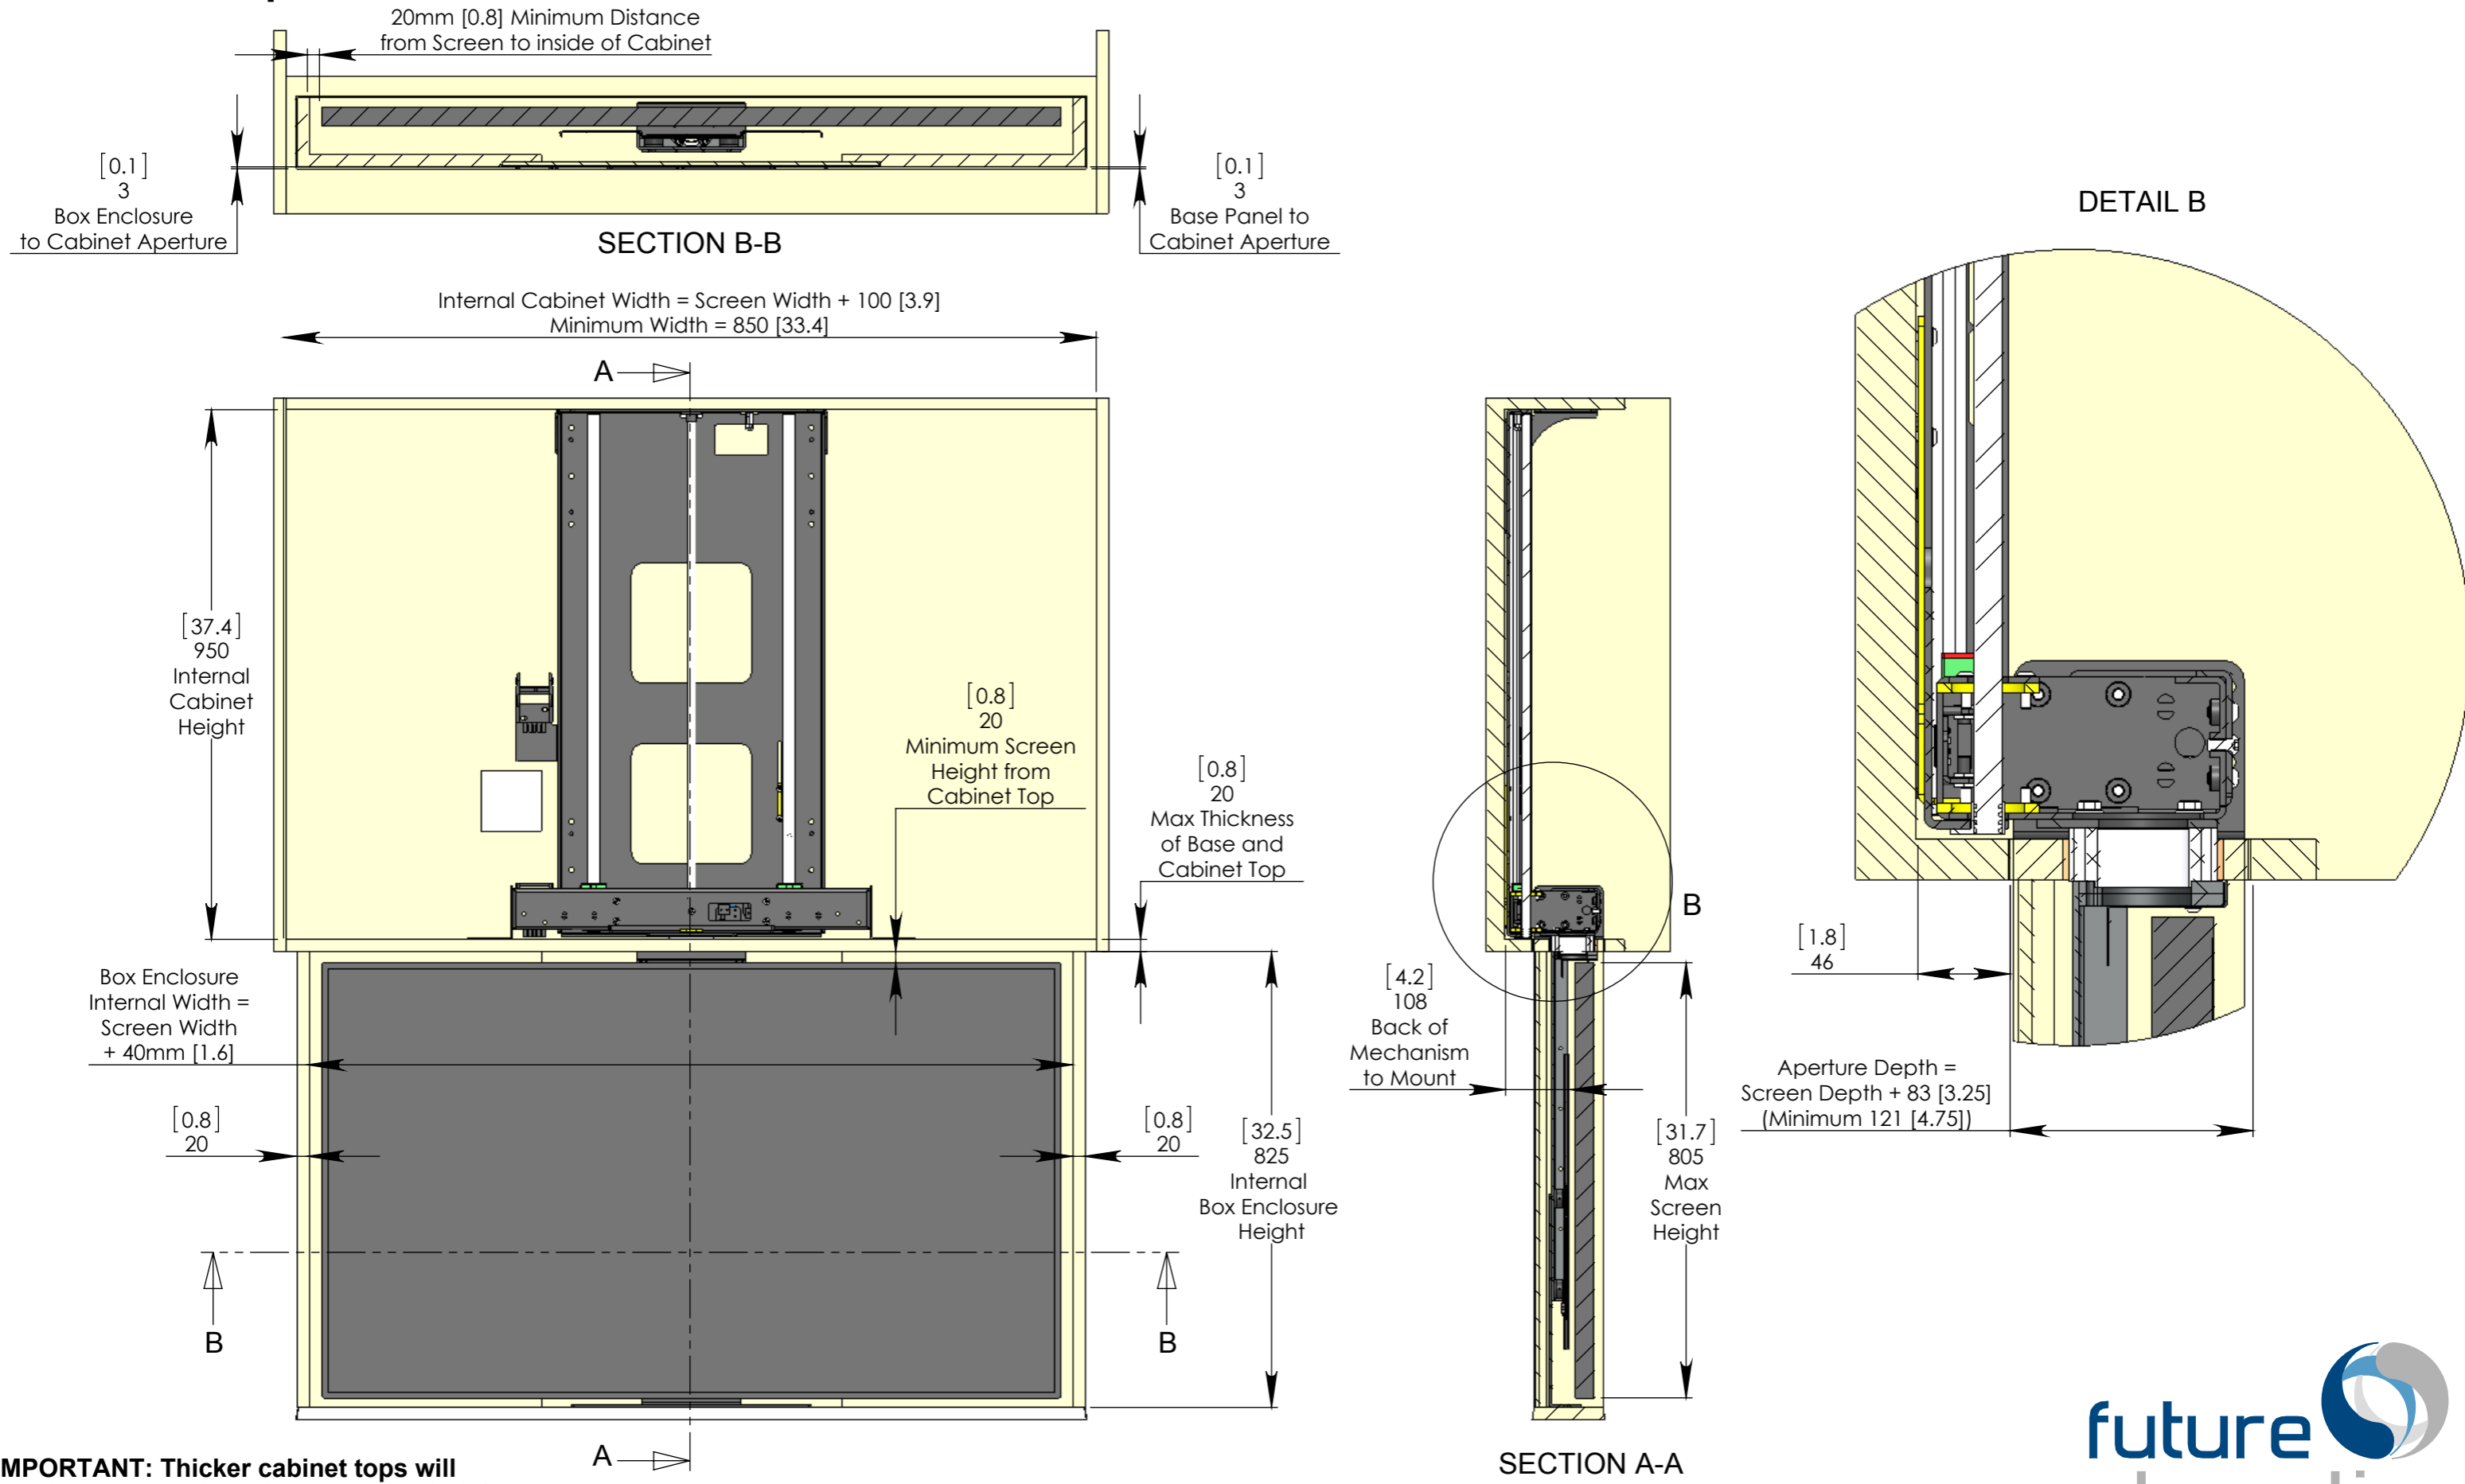 20mm [0.8] Minimum Distance
from Screen to inside of Cabinet
[0.1]
3
Box Enclosure
to Cabinet Aperture
[0.1]
3
Base Panel to
Cabinet Aperture
SECTION B-B
DETAIL B
Internal Cabinet Width = Screen Width + 100 [3.9]
Minimum Width = 850 [33.4]
A
[37.4]
950
Internal
Cabinet
Height
[0.8]
20
Minimum Screen
Height from
Cabinet Top
[0.8]
20
Max Thickness
of Base and
Cabinet Top
B
[1.8]
46
Box Enclosure
Internal Width =
Screen Width
+ 40mm [1.6]
[4.2]
108
Back of
Mechanism
to Mount
Aperture Depth =
Screen Depth + 83 [3.25]
(Minimum 121 [4.75])
[0.8]
20
[0.8]
20
[32.5]
825
Internal
Box Enclosure
Height
[31.7]
805
Max
Screen
Height
B
B
A
SECTION A-A
MPORTANT: Thicker cabinet tops will
future